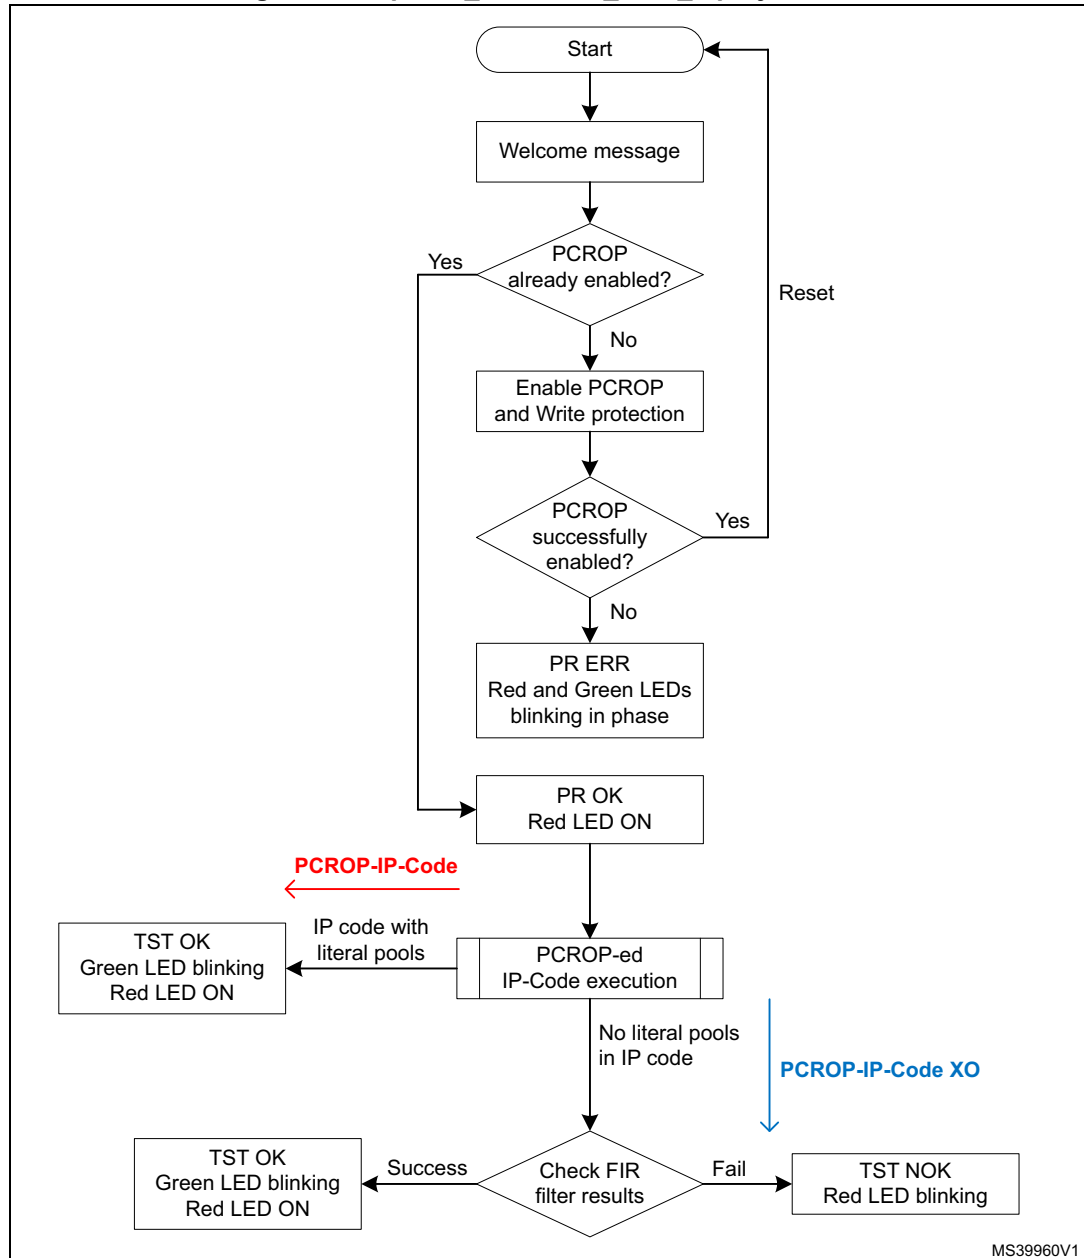 Start
Welcome message
PCROP
already enabled?
Yes
No
Reset
Enable PCROP
and Write protection
PCROP
successfully
enabled?
Yes
No
PR ERR
Red and Green LEDs
blinking in phase
PR OK
Red LED ON
PCROP-IP-Code
IP code with
literal pools
TST OK
Green LED blinking
Red LED ON
PCROP-ed
IP-Code execution
No literal pools
in IP code
PCROP-IP-Code XO
TST OK
Green LED blinking
Red LED ON
Success
Check FIR
filter results
Fail
TST NOK
Red LED blinking
MS39960V1